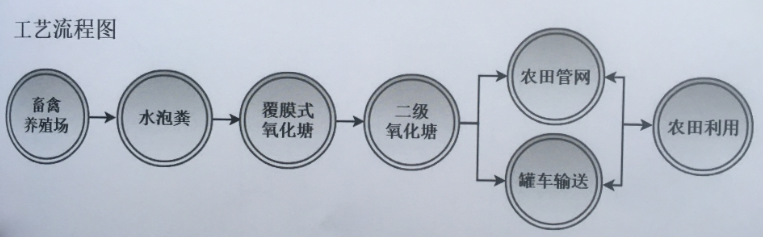 工艺流程图
畜禽
养殖场
水泡粪
覆膜式
氧化塘
二级
氧化塘
农田管网
罐车输送
农田利用